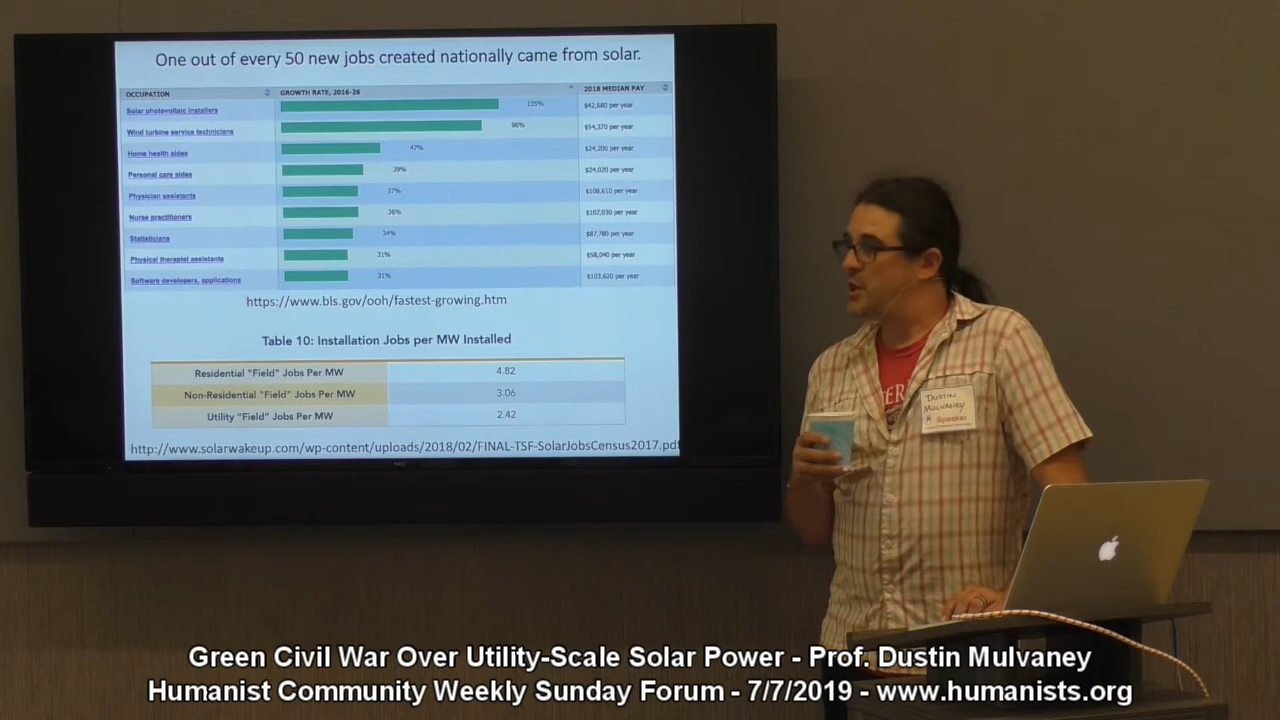 One out of every 50 new jobs created nationally came from solar.
OCCUPATION GROWTH RATE, 2016-26 2018 MEDIAN PAY
Solar photovoltaic installers 105% $42,680 per year
Wind turbine service technicians 96% $54,370 per year
Home health aides 47% $24,200 per year
Personal care aides 39% $24,020 per year
Physician assistants 37% $108,610 per year
Nurse practitioners 36% $107,030 per year
Statisticians 34% $87,780 per year
Physical therapist assistants 31% $58,040 per year
Software developers, applications 31% $103,620 per year
https://www.bls.gov/ooh/fastest-growing.htm
Table 10: Installation Jobs per MW Installed
Residential "Field" Jobs Per MW 4.82
Non-Residential "Field" Jobs Per MW 3.06
Utility "Field" Jobs Per MW 2.42
http://www.solarwakeup.com/wp-content/uploads/2018/02/FINAL-TSF-SolarJobsCensus2017.pdf
NEC
DUSTIN
MULVANEY
Speaker
Green Civil War Over Utility-Scale Solar Power - Prof. Dustin Mulvaney
Humanist Community Weekly Sunday Forum - 7/7/2019 - www.humanists.org